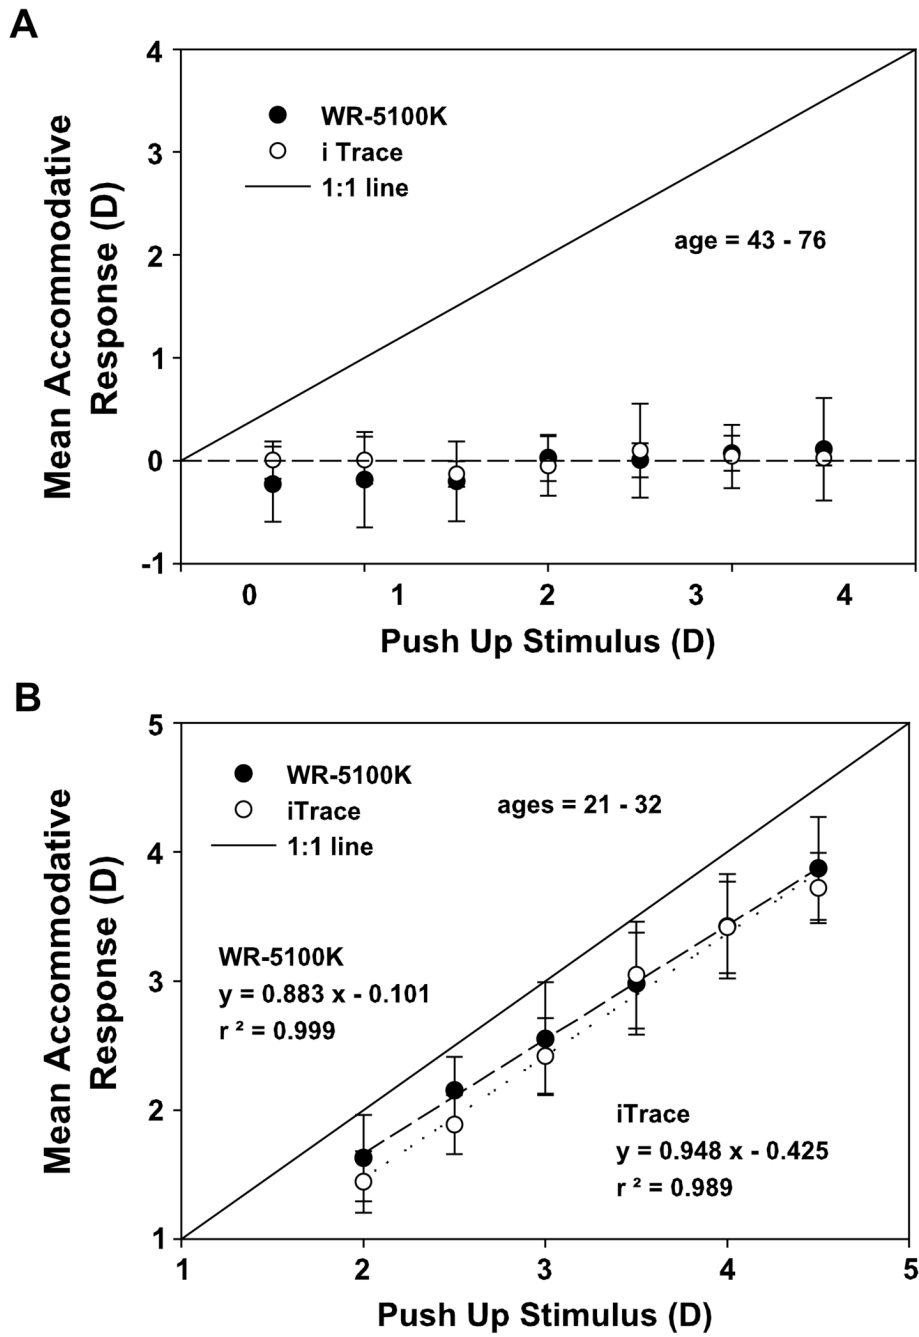 A
4
3
2
1
0
-1
Mean Accommodative
Response (D)
WR-5100K
i Trace
1:1 line
age = 43 - 76
0 1 2 3 4
Push Up Stimulus (D)
B
5
4
3
2
1
Mean Accommodative
Response (D)
WR-5100K
iTrace
1:1 line
ages = 21 - 32
WR-5100K
y = 0.883 x - 0.101
r ² = 0.999
iTrace
y = 0.948 x - 0.425
r ² = 0.989
1 2 3 4 5
Push Up Stimulus (D)